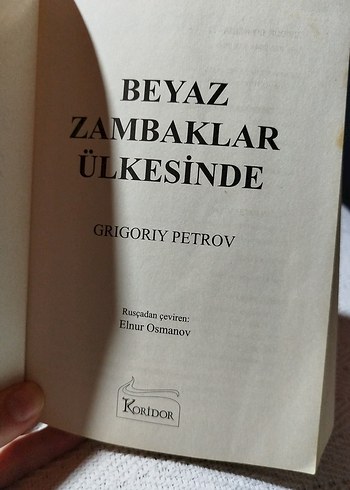 BEYAZ
ZAMBAKLAR
ÜLKESİNDE
GRIGORIY PETROV
Rusçadan çeviren:
Elnur Osmanov
KORİDOR